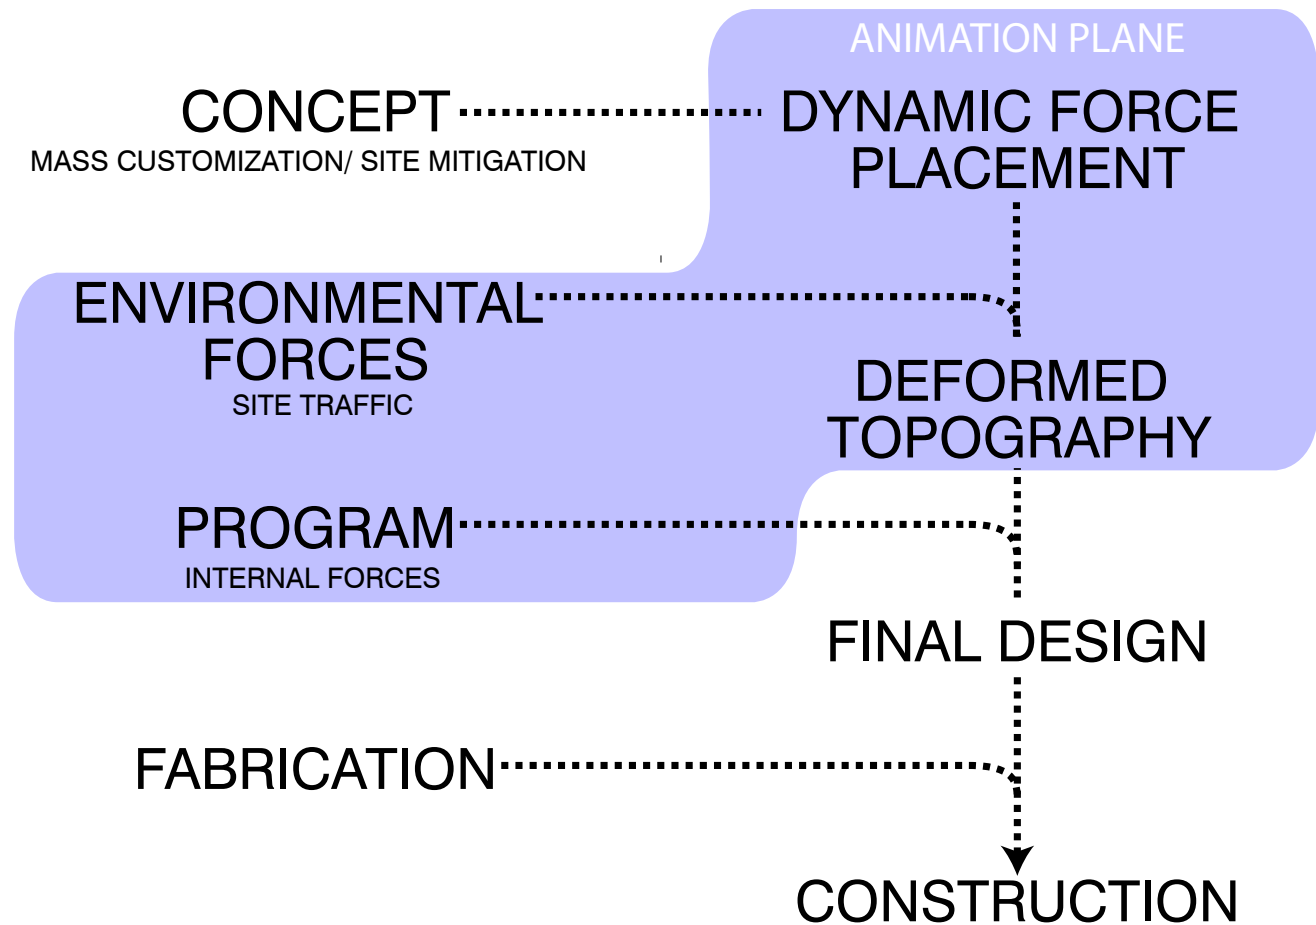 ANIMATION PLANE
CONCEPT
MASS CUSTOMIZATION/ SITE MITIGATION
DYNAMIC FORCE
PLACEMENT
ENVIRONMENTAL
FORCES
SITE TRAFFIC
DEFORMED
TOPOGRAPHY
PROGRAM
INTERNAL FORCES
FINAL DESIGN
FABRICATION
CONSTRUCTION